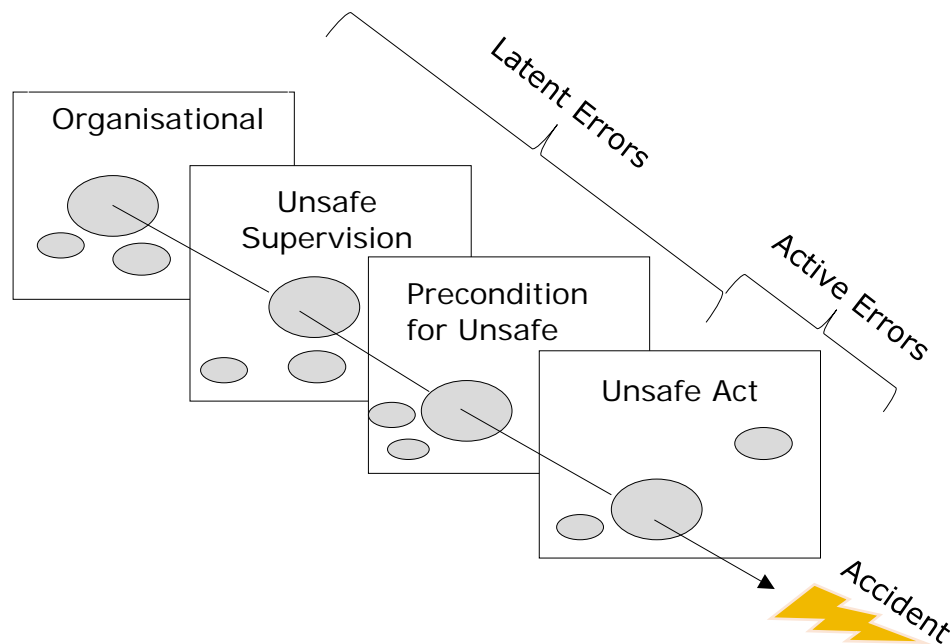 Organisational
Unsafe
Supervision
Precondition
for Unsafe
Unsafe Act
Latent Errors
Active Errors
Accident